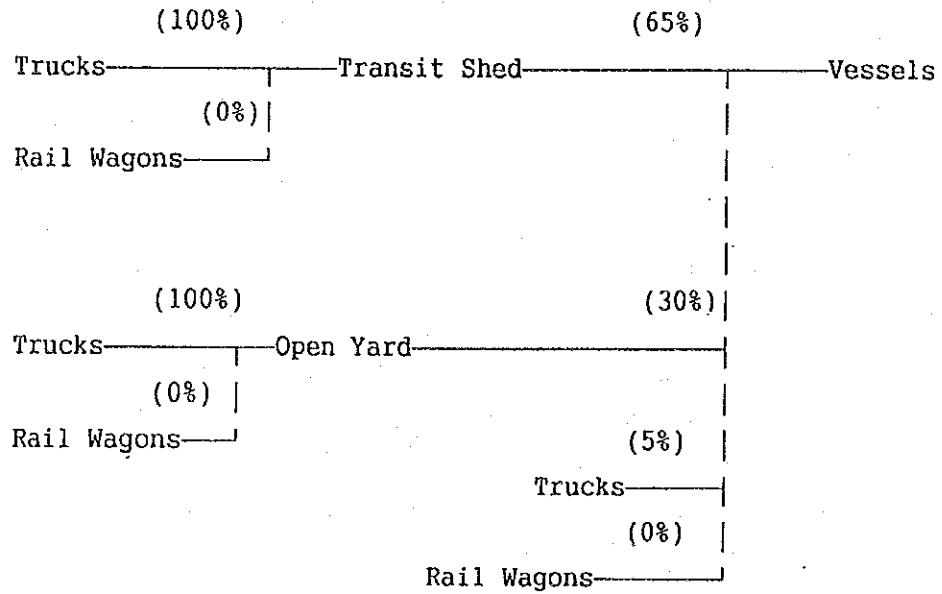 (100%) (65%)
Trucks Transit Shed Vessels
(0%)
Rail Wagons
(100%) (30%)
Trucks Open Yard
(0%)
Rail Wagons (5%)
Trucks
(0%)
Rail Wagons